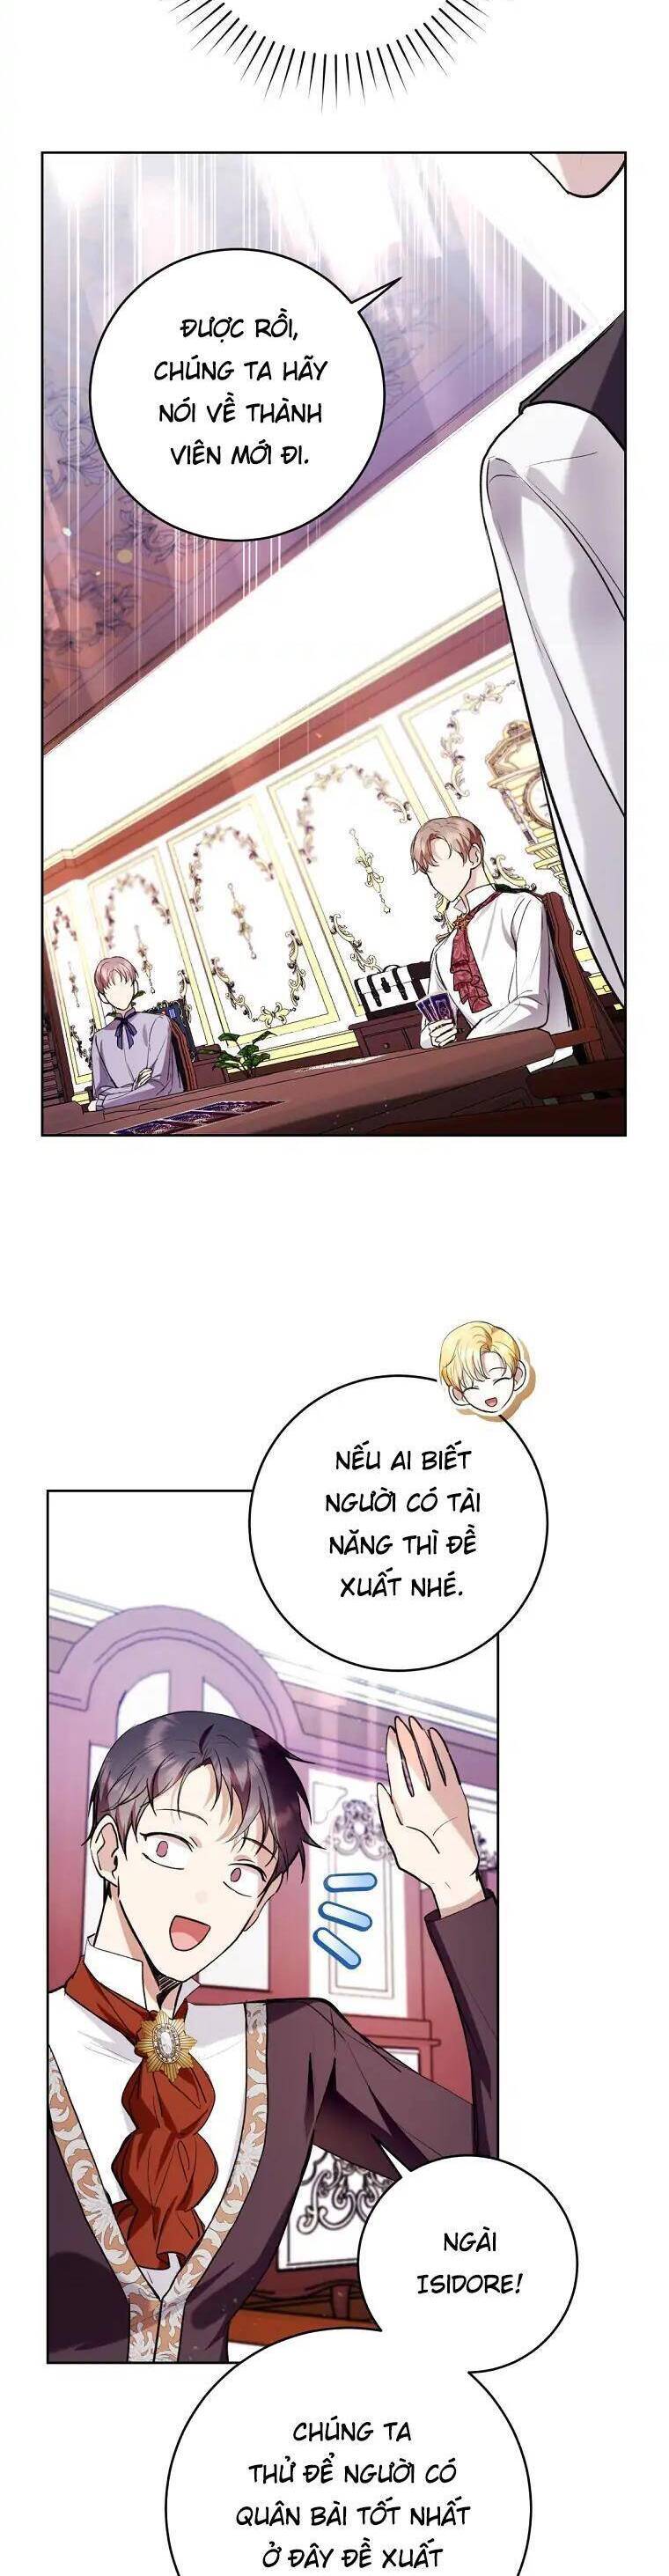 ĐƯỢC RỒI,
CHÚNG TA HÃY
NÓI VỀ THÀNH
VIÊN MỚI ĐI.
NẾU AI BIẾT
NGƯỜI CÓ TÀI
NĂNG THÌ ĐỀ
XUẤT NHÉ.
NGÀI
ISIDORE!
CHÚNG TA
THỬ ĐỂ NGƯỜI CÓ
QUÂN BÀI TỐT NHẤT
Ở ĐÂY ĐỀ XUẤT